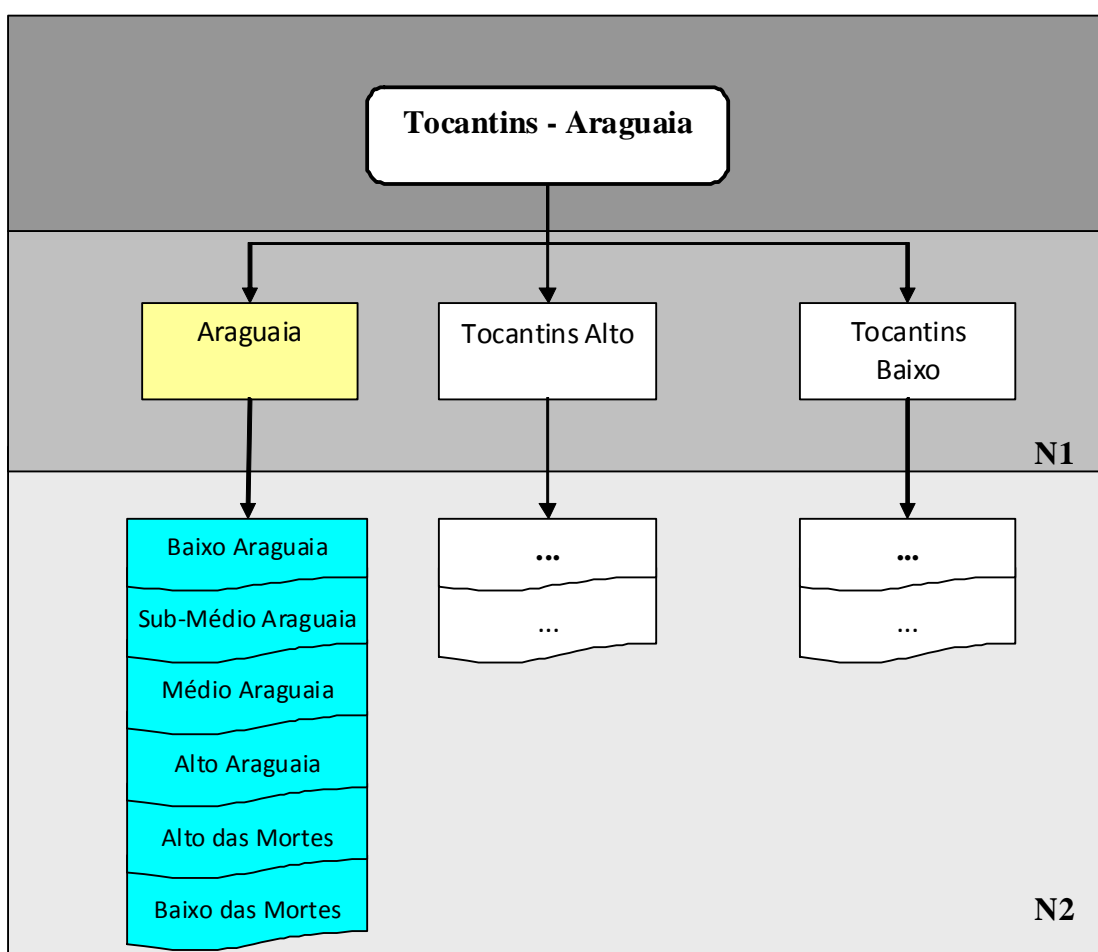 Tocantins - Araguaia
Araguaia
Tocantins Alto
Tocantins
Baixo
N1
Baixo Araguaia
Sub-Médio Araguaia
Médio Araguaia
Alto Araguaia
Alto das Mortes
Baixo das Mortes
...
...
...
...
N2